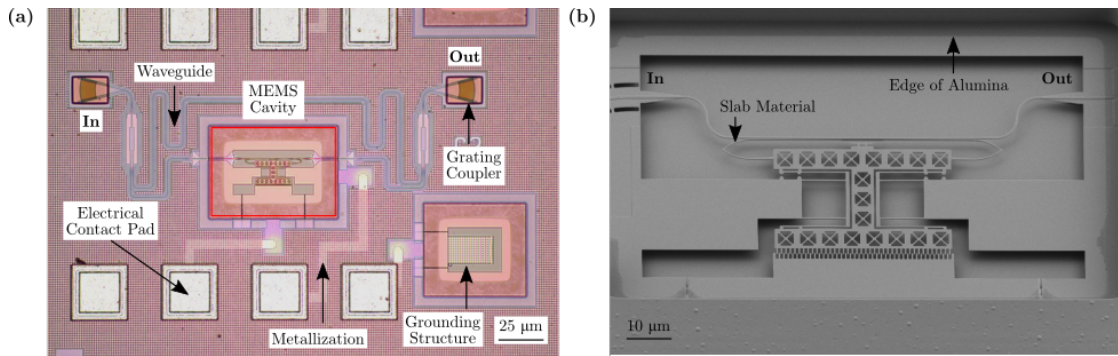 (a)
Waveguide
MEMS
Cavity
Out
In
Grating
Coupler
Electrical
Contact Pad
Metallization
Grounding
Structure
25 μm
(b)
In
Out
Edge of Alumina
Slab Material
10 μm